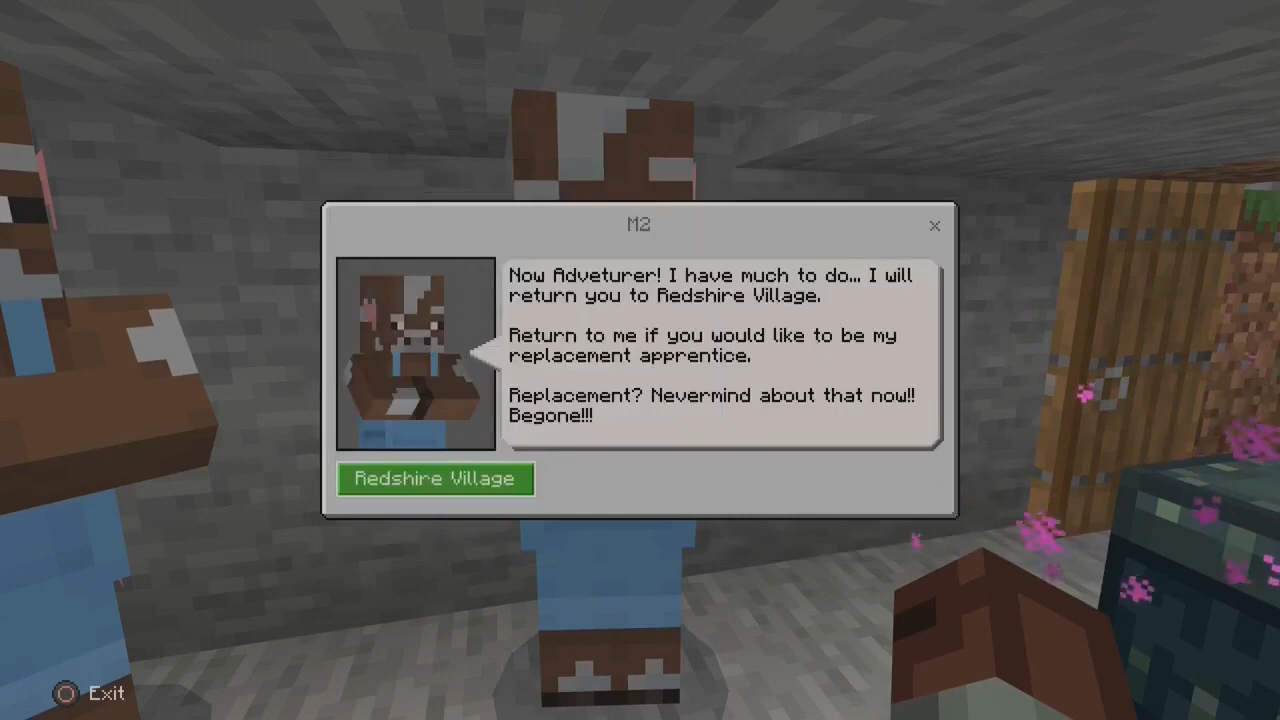 M2
Now Adveturer! I have much to do... I will
return you to Redshire Village.
Return to me if you would like to be my
replacement apprentice.
Replacement? Nevermind about that now!!
Begone!!!
Redshire Village
Exit